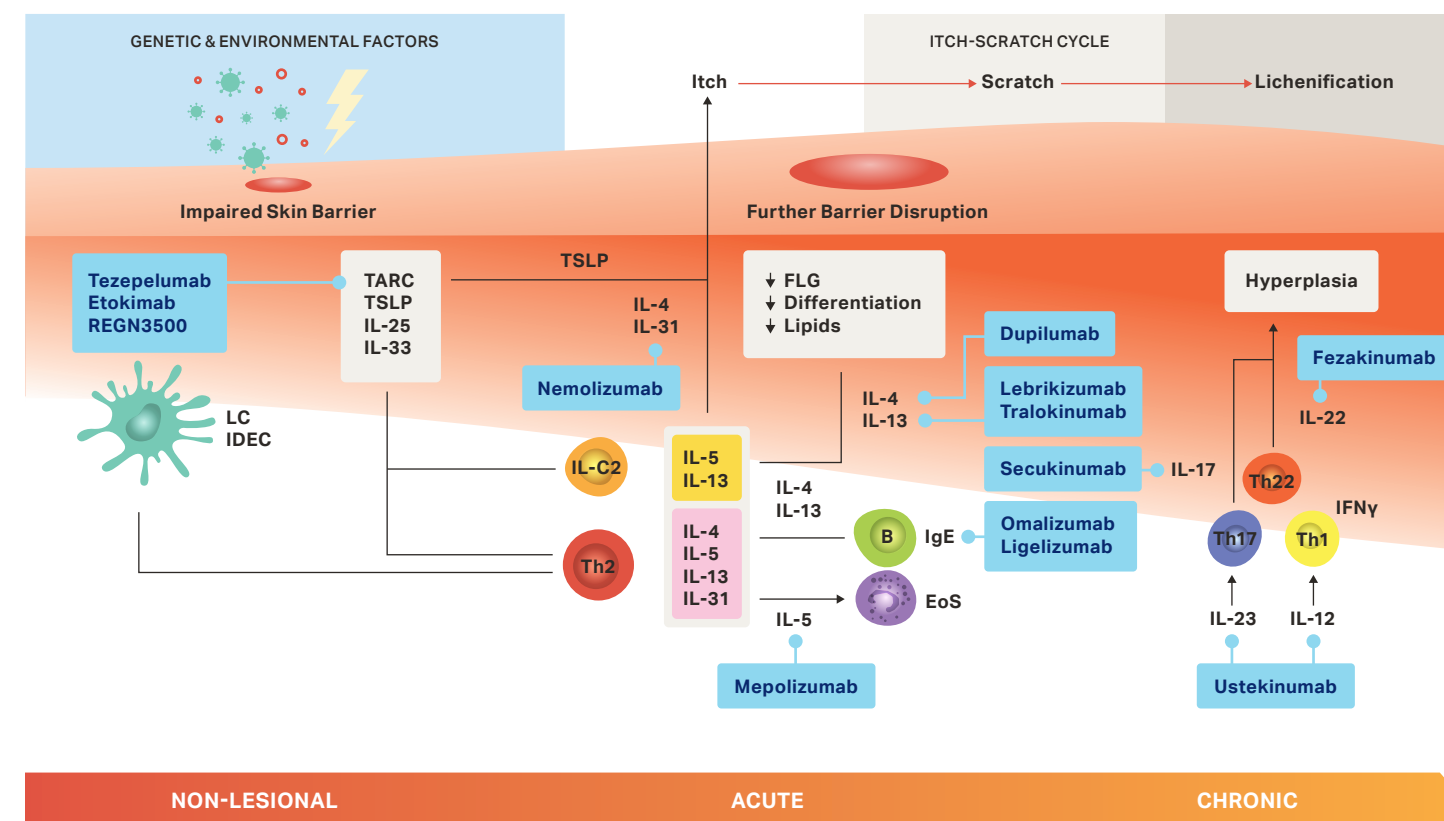 GENETIC & ENVIRONMENTAL FACTORS
ITCH-SCRATCH CYCLE
Itch
Scratch
Lichenification
Impaired Skin Barrier
Further Barrier Disruption
Tezepelumab
Etokimab
REGN3500
TARC
TSLP
IL-25
IL-33
TSLP
IL-4
IL-31
Nemolizumab
FLG
Differentiation
Lipids
Dupilumab
Lebrikizumab
Tralokinumab
IL-4
IL-13
Hyperplasia
Fezakinumab
IL-22
LC
IDEC
IL-C2
Th2
IL-5
IL-13
IL-4
IL-5
IL-13
IL-31
IL-4
IL-13
B
IgE
EoS
IL-5
Mepolizumab
Secukinumab
IL-17
Omalizumab
Ligelizumab
Th22
IFNγ
Th17
Th1
IL-23
IL-12
Ustekinumab
NON-LESIONAL
ACUTE
CHRONIC